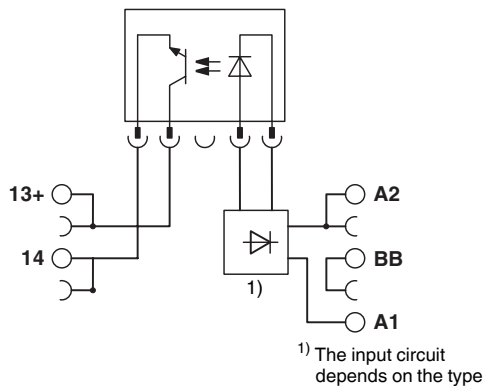 13+
14
A2
BB
A1
1)
1) The input circuit
depends on the type